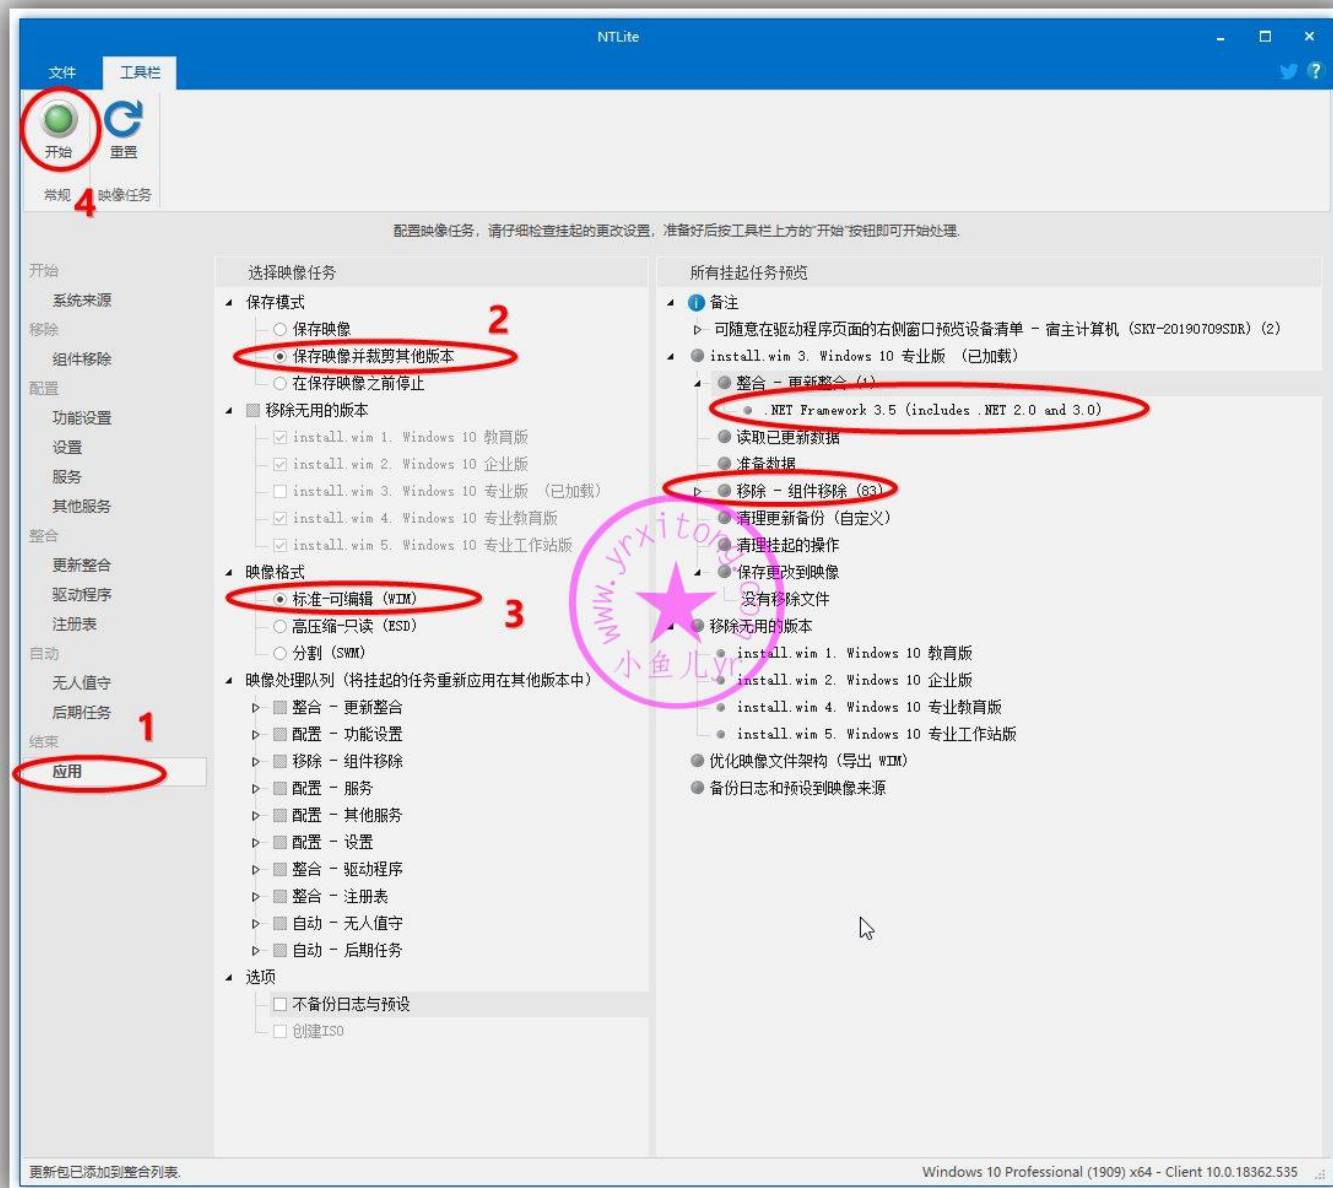 NTLite
文件 工具栏
开始 重置
常规 映像任务
4
配置映像任务，请仔细检查挂起的更改设置，准备好后按工具栏上方的"开始"按钮即可开始处理.
开始
系统来源
移除
组件移除
配置
功能设置
设置
服务
其他服务
整合
更新整合
驱动程序
注册表
自动
无人值守
后期任务
1
结束
应用
选择映像任务
保存模式
保存映像
2
保存映像并裁剪其他版本
在保存映像之前停止
移除无用的版本
install.wim 1. Windows 10 教育版
install.wim 2. Windows 10 企业版
install.wim 3. Windows 10 专业版 （已加载）
install.wim 4. Windows 10 专业教育版
install.wim 5. Windows 10 专业工作站版
映像格式
标准-可编辑 (WIM)
3
高压缩-只读 (ESD)
分割 (SWM)
映像处理队列 (将挂起的任务重新应用在其他版本中)
整合 - 更新整合
配置 - 功能设置
移除 - 组件移除
配置 - 服务
配置 - 其他服务
配置 - 设置
整合 - 驱动程序
整合 - 注册表
自动 - 无人值守
自动 - 后期任务
选项
不备份日志与预设
创建ISO
所有挂起任务预览
备注
可随意在驱动程序页面的右侧窗口预览设备清单 - 宿主计算机 (SKY-20190709SDR) (2)
install.wim 3. Windows 10 专业版 （已加载）
整合 - 更新整合 (1)
.NET Framework 3.5 (includes .NET 2.0 and 3.0)
读取已更新数据
准备数据
移除 - 组件移除 (83)
清理更新备份 (自定义)
清理挂起的操作
保存更改到映像
没有移除文件
移除无用的版本
install.wim 1. Windows 10 教育版
install.wim 2. Windows 10 企业版
install.wim 4. Windows 10 专业教育版
install.wim 5. Windows 10 专业工作站版
优化映像文件架构 (导出 WIM)
备份日志和预设到映像来源
www.yrxitong.com
小鱼儿yr
更新包已添加到整合列表.
Windows 10 Professional (1909) x64 - Client 10.0.18362.535